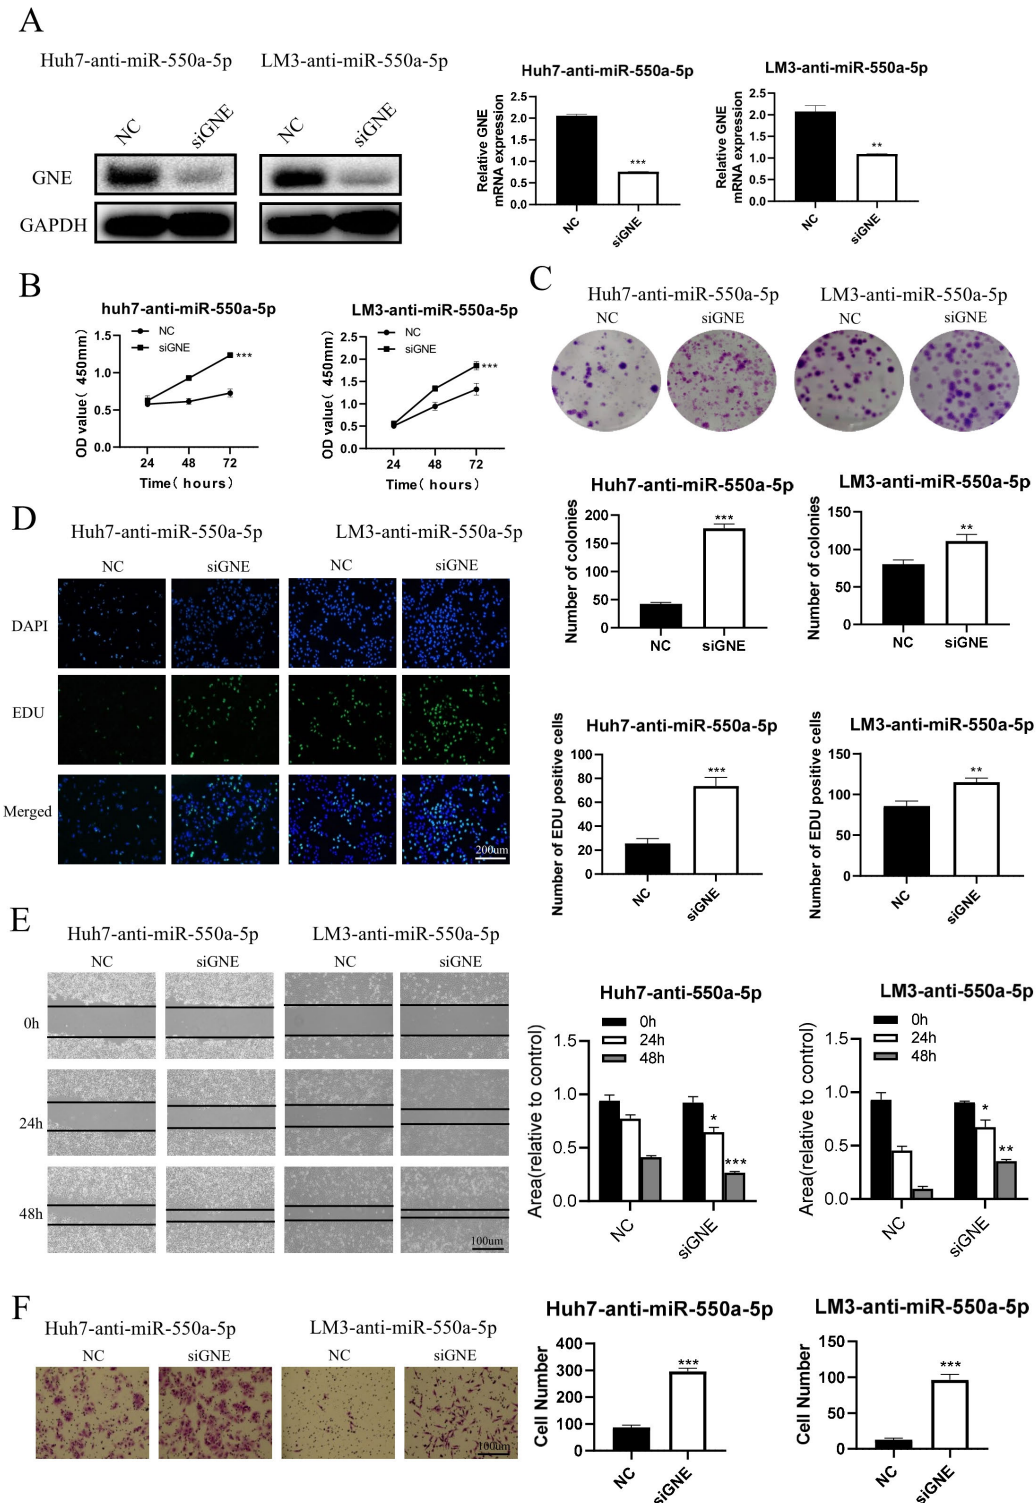 A
Huh7-anti-miR-550a-5p
LM3-anti-miR-550a-5p
NC
siGNE
NC
siGNE
GNE
GAPDH
Huh7-anti-miR-550a-5p
Relative GNE
mRNA expression
2.5
2.0
1.5
1.0
0.5
0.0
***
NC
siGNE
LM3-anti-miR-550a-5p
Relative GNE
mRNA expression
2.5
2.0
1.5
1.0
0.5
0.0
**
NC
siGNE
B
huh7-anti-miR-550a-5p
NC
siGNE
OD value( 450mm)
1.5
1.0
0.5
0.0
***
24 48 72
Time( hours)
LM3-anti-miR-550a-5p
NC
siGNE
OD value( 450mm)
2.5
2.0
1.5
1.0
0.5
0.0
***
24 48 72
Time( hours)
C
Huh7-anti-miR-550a-5p
LM3-anti-miR-550a-5p
NC
siGNE
NC
siGNE
Huh7-anti-miR-550a-5p
Number of colonies
200
150
100
50
0
***
NC
siGNE
LM3-anti-miR-550a-5p
Number of colonies
150
100
50
0
**
NC
siGNE
D
Huh7-anti-miR-550a-5p
LM3-anti-miR-550a-5p
NC
siGNE
NC
siGNE
DAPI
EDU
Merged
200um
Huh7-anti-miR-550a-5p
Number of EDU positive cells
100
80
60
40
20
0
***
NC
siGNE
LM3-anti-miR-550a-5p
Number of EDU positive cells
150
100
50
0
**
NC
siGNE
E
Huh7-anti-miR-550a-5p
LM3-anti-miR-550a-5p
NC
siGNE
NC
siGNE
0h
24h
48h
100um
Huh7-anti-550a-5p
0h
24h
48h
Area(relative to control)
1.5
1.0
0.5
0.0
*
***
NC
siGNE
LM3-anti-550a-5p
0h
24h
48h
Area(relative to control)
1.5
1.0
0.5
0.0
*
**
NC
siGNE
F
Huh7-anti-miR-550a-5p
LM3-anti-miR-550a-5p
NC
siGNE
NC
siGNE
100um
Huh7-anti-miR-550a-5p
Cell Number
400
300
200
100
0
***
NC
siGNE
LM3-anti-miR-550a-5p
Cell Number
150
100
50
0
***
NC
siGNE